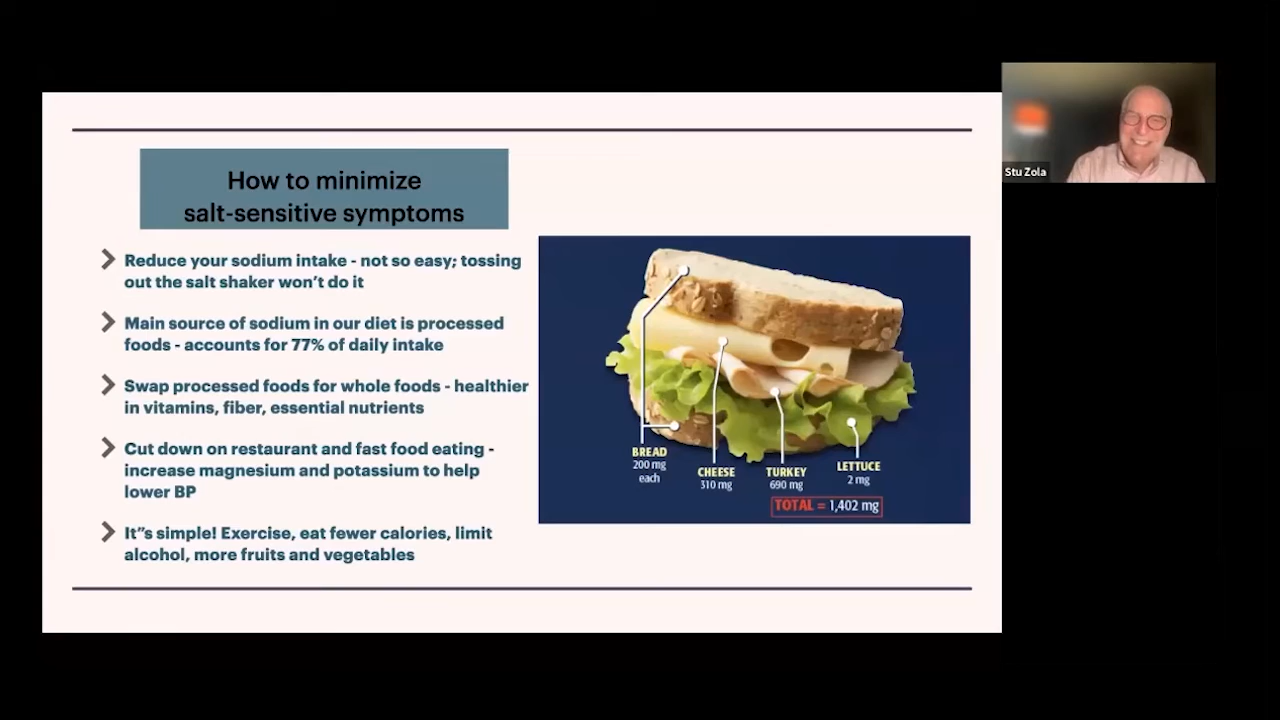 How to minimize
salt-sensitive symptoms
Reduce your sodium intake - not so easy; tossing
out the salt shaker won't do it
Main source of sodium in our diet is processed
foods - accounts for 77% of daily intake
Swap processed foods for whole foods - healthier
in vitamins, fiber, essential nutrients
Cut down on restaurant and fast food eating -
increase magnesium and potassium to help
lower BP
It"s simple! Exercise, eat fewer calories, limit
alcohol, more fruits and vegetables
BREAD
200 mg
each
CHEESE
310 mg
TURKEY
690 mg
LETTUCE
2 mg
TOTAL = 1,402 mg
Stu Zola